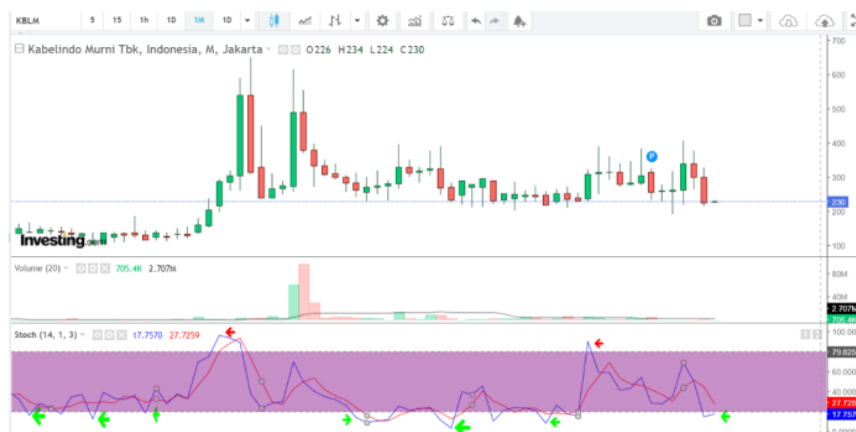 KBLM 5 15 1h 1D 1M 1D
Kabelindo Murni Tbk, Indonesia, M, Jakarta O226 H234 L224 C230
700
600
400
300
230
200
100
Investing.com
Volume (20) 705.4K 2.707M
80M
40M
2.707M
705.4K
Stoch (14, 1, 3) 17.7570 27.7259
100.00
79.825
60.000
40.000
27.725
17.757
0.0000
P